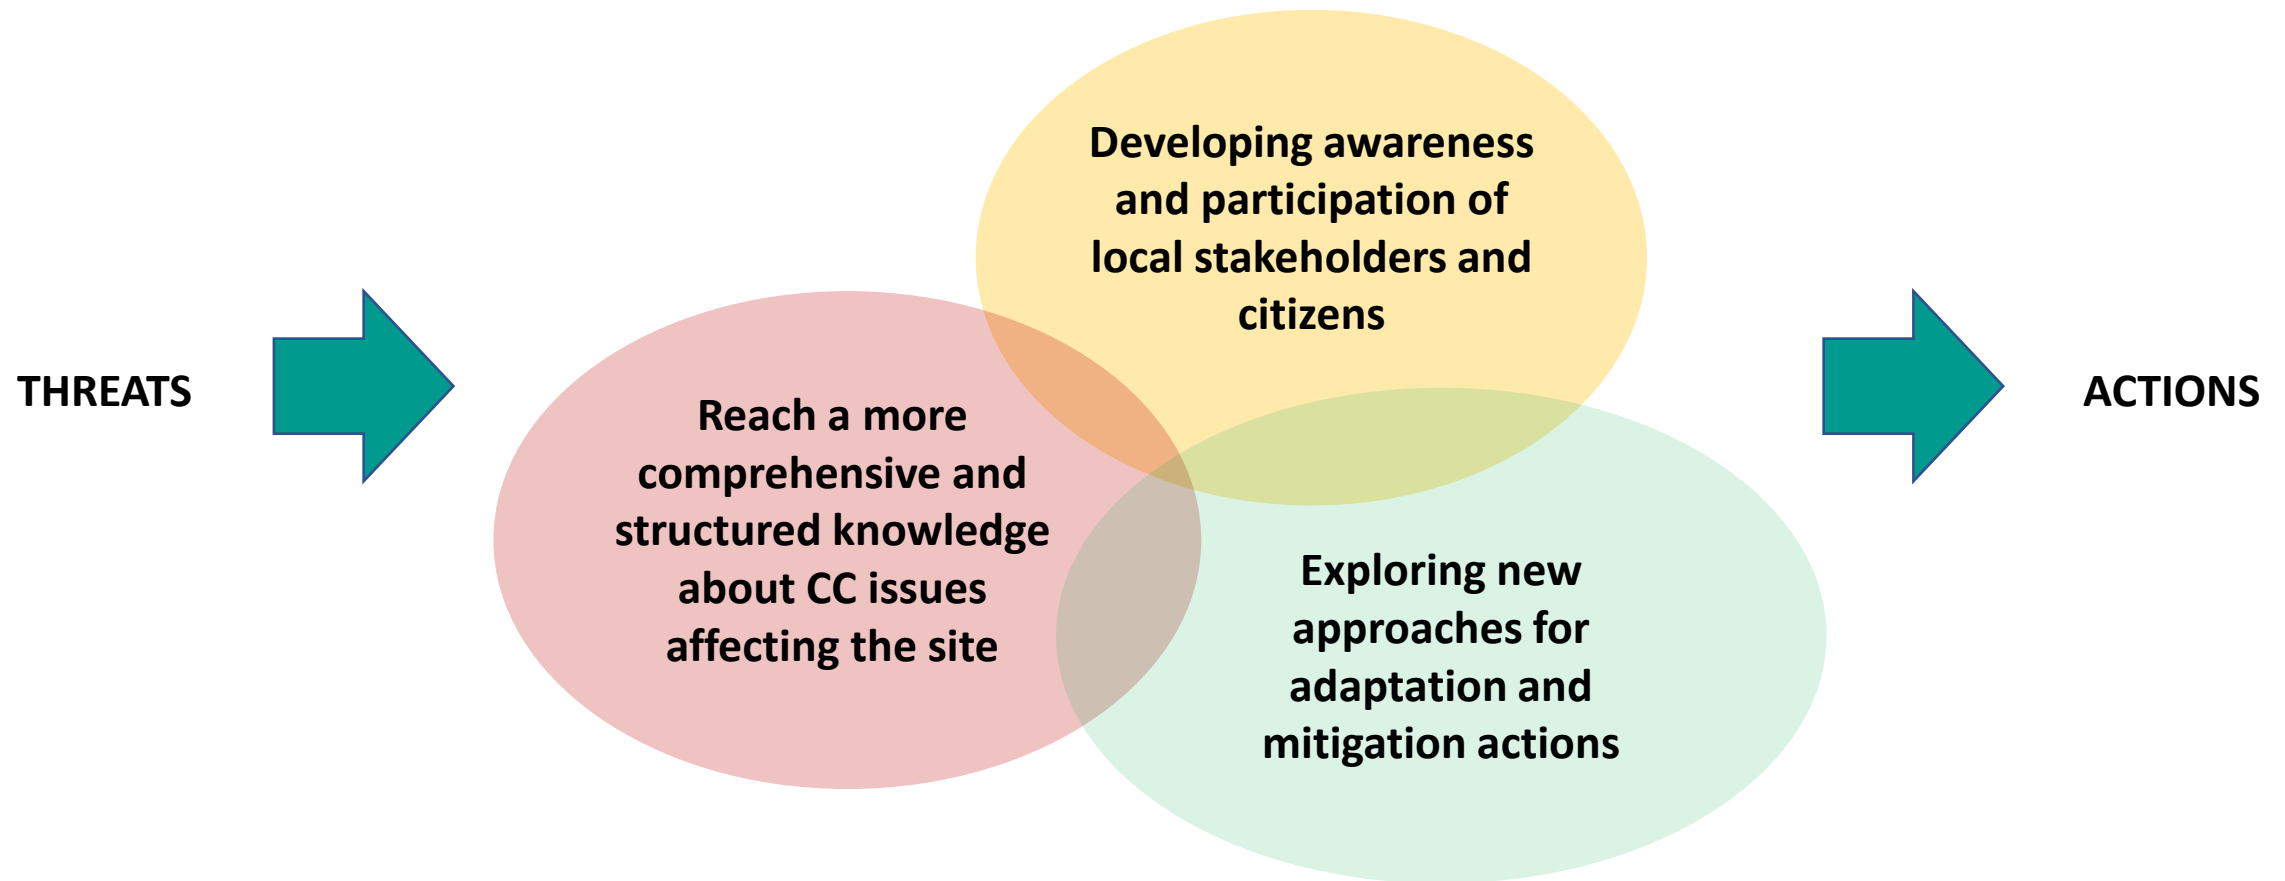 THREATS
Developing awareness
and participation of
local stakeholders and
citizens
Reach a more
comprehensive and
structured knowledge
about CC issues
affecting the site
Exploring new
approaches for
adaptation and
mitigation actions
ACTIONS